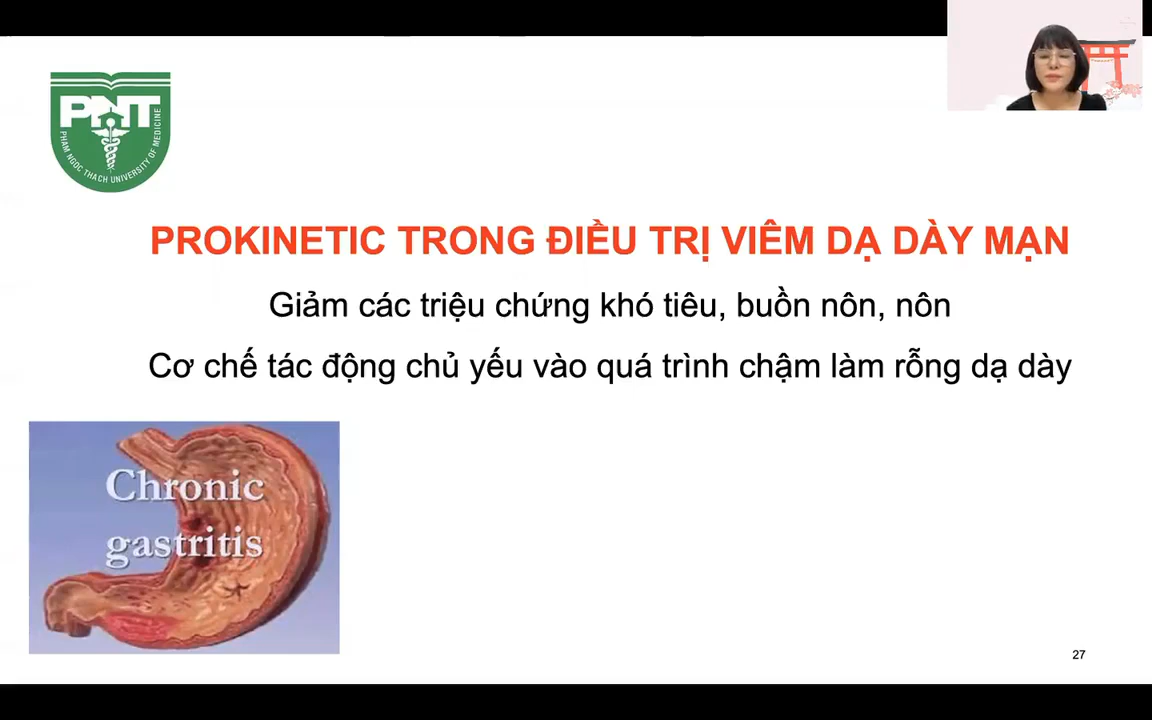 PNT
PHAM NGOC THACH UNIVERSITY OF MEDICINE
PROKINETIC TRONG ĐIỀU TRỊ VIÊM DẠ DÀY MẠN
Giảm các triệu chứng khó tiêu, buồn nôn, nôn
Cơ chế tác động chủ yếu vào quá trình chậm làm rỗng dạ dày
Chronic
gastritis
27